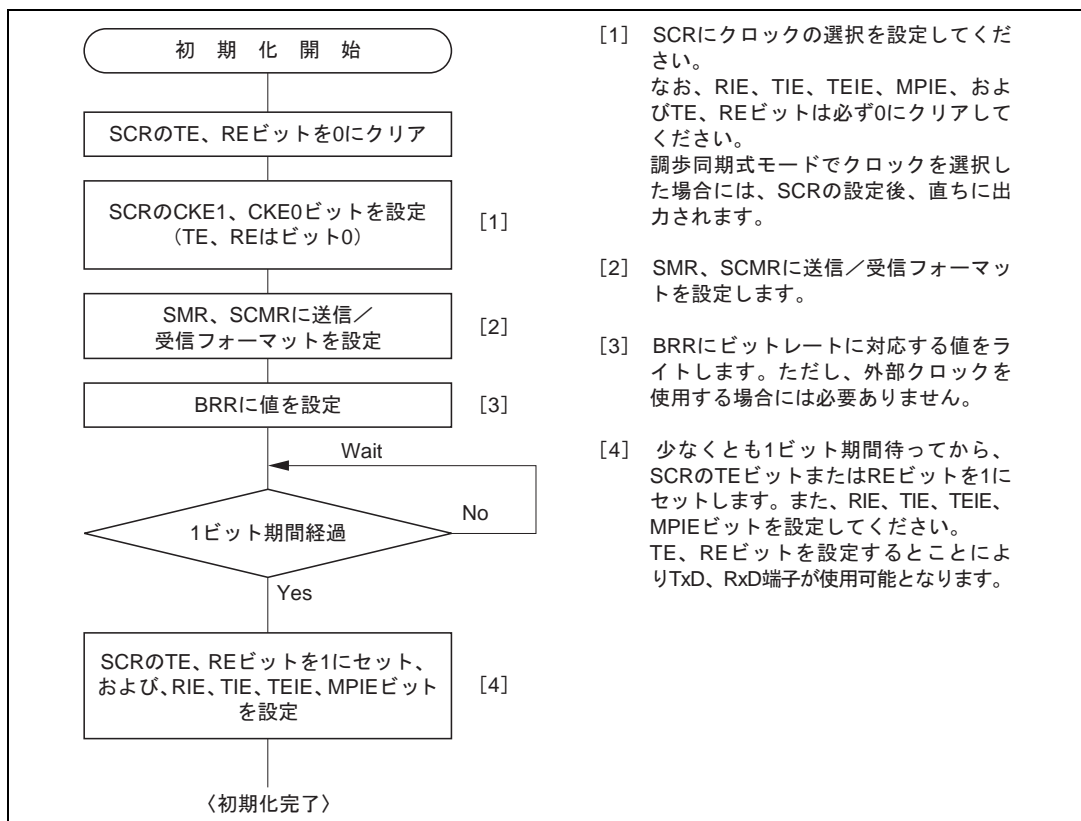 初期化開始
SCRのTE、REビットを0にクリア
SCRのCKE1、CKE0ビットを設定
（TE、REはビット0）
[1]
SMR、SCMRに送信／
受信フォーマットを設定
[2]
BRRに値を設定
[3]
Wait
1ビット期間経過
No
Yes
SCRのTE、REビットを1にセット、
および、RIE、TIE、TEIE、MPIEビット
を設定
[4]
〈初期化完了〉
[1] SCRにクロックの選択を設定してくだ
さい。
なお、RIE、TIE、TEIE、MPIE、およ
びTE、REビットは必ず0にクリアして
ください。
調歩同期式モードでクロックを選択し
た場合には、SCRの設定後、直ちに出
力されます。
[2] SMR、SCMRに送信／受信フォーマッ
トを設定します。
[3] BRRにビットレートに対応する値をラ
イトします。ただし、外部クロックを
使用する場合には必要ありません。
[4] 少なくとも1ビット期間待ってから、
SCRのTEビットまたはREビットを1に
セットします。また、RIE、TIE、TEIE、
MPIEビットを設定してください。
TE、REビットを設定するとことによ
りTxD、RxD端子が使用可能となります。